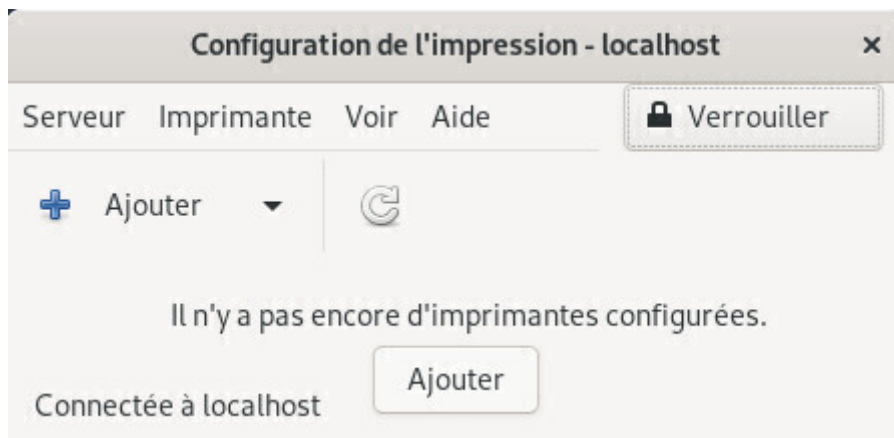 Configuration de l'impression - localhost ×
Serveur Imprimante Voir Aide Verrouiller
Ajouter
Il n'y a pas encore d'imprimantes configurées.
Ajouter
Connectée à localhost